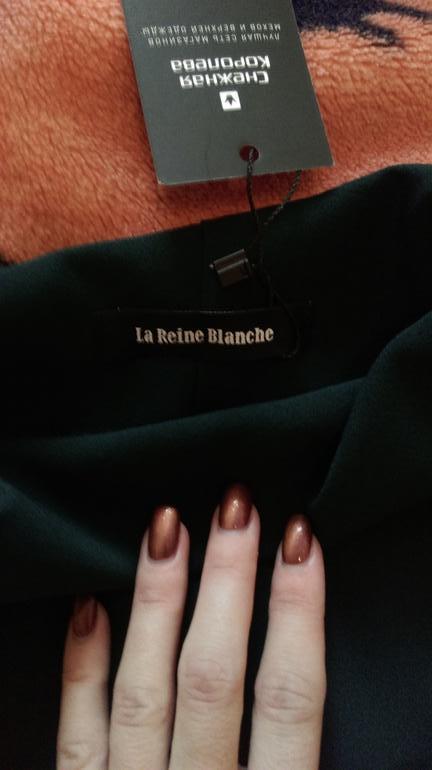 Снежная
Королева
ЛУЧШАЯ СЕТЬ МАГАЗИНОВ
МЕХОВ И ВЕРХНЕЙ ОДЕЖДЫ
La Reine Blanche